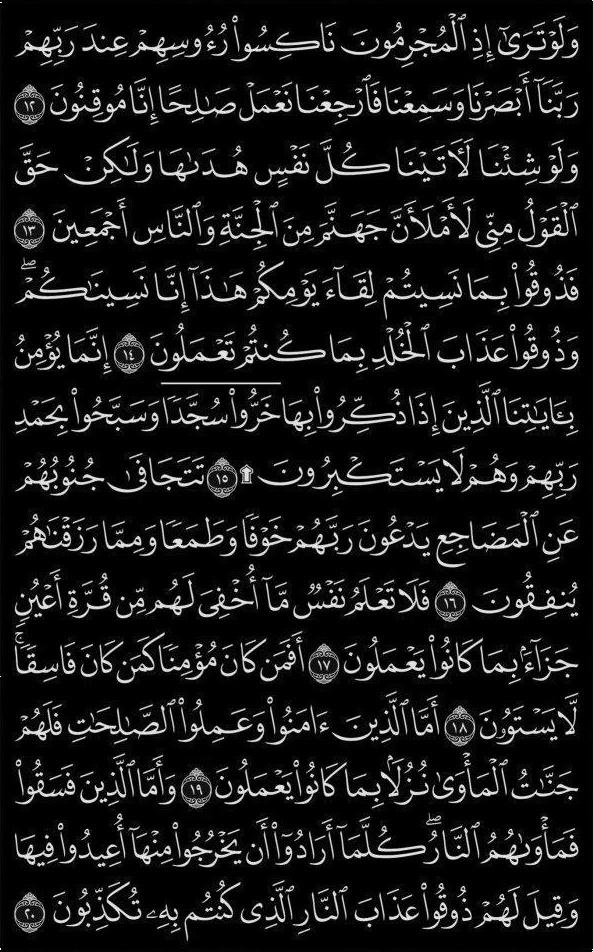 وَلَوْ تَرَىٰٓ إِذِ ٱلْمُجْرِمُونَ نَاكِسُوا۟ رُءُوسِهِمْ عِندَ رَبِّهِمْ
رَبَّنَآ أَبْصَرْنَا وَسَمِعْنَا فَٱرْجِعْنَا نَعْمَلْ صَـٰلِحًا إِنَّا مُوقِنُونَ ١٢
وَلَوْ شِئْنَا لَـَٔاتَيْنَا كُلَّ نَفْسٍ هُدَىٰهَا وَلَـٰكِنْ حَقَّ
ٱلْقَوْلُ مِنِّى لَأَمْلَأَنَّ جَهَنَّمَ مِنَ ٱلْجِنَّةِ وَٱلنَّاسِ أَجْمَعِينَ ١٣
فَذُوقُوا۟ بِمَا نَسِيتُمْ لِقَآءَ يَوْمِكُمْ هَـٰذَآ إِنَّا نَسِينَـٰكُمْ ۖ
وَذُوقُوا۟ عَذَابَ ٱلْخُلْدِ بِمَا كُنتُمْ تَعْمَلُونَ ١٤ إِنَّمَا يُؤْمِنُ
بِـَٔايَـٰتِنَا ٱلَّذِينَ إِذَا ذُكِّرُوا۟ بِهَا خَرُّوا۟ سُجَّدًا وَسَبَّحُوا۟ بِحَمْدِ
رَبِّهِمْ وَهُمْ لَا يَسْتَكْبِرُونَ ۩ ١٥ تَتَجَافَىٰ جُنُوبُهُمْ
عَنِ ٱلْمَضَاجِعِ يَدْعُونَ رَبَّهُمْ خَوْفًا وَطَمَعًا وَمِمَّا رَزَقْنَـٰهُمْ
يُنفِقُونَ ١٦ فَلَا تَعْلَمُ نَفْسٌ مَّآ أُخْفِىَ لَهُم مِّن قُرَّةِ أَعْيُنٍ
جَزَآءًۢ بِمَا كَانُوا۟ يَعْمَلُونَ ١٧ أَفَمَن كَانَ مُؤْمِنًا كَمَن كَانَ فَاسِقًا ۚ
لَّا يَسْتَوُۥنَ ١٨ أَمَّا ٱلَّذِينَ ءَامَنُوا۟ وَعَمِلُوا۟ ٱلصَّـٰلِحَـٰتِ فَلَهُمْ
جَنَّـٰتُ ٱلْمَأْوَىٰ نُزُلًۢا بِمَا كَانُوا۟ يَعْمَلُونَ ١٩ وَأَمَّا ٱلَّذِينَ فَسَقُوا۟
فَمَأْوَىٰهُمُ ٱلنَّارُ ۖ كُلَّمَآ أَرَادُوٓا۟ أَن يَخْرُجُوا۟ مِنْهَآ أُعِيدُوا۟ فِيهَا
وَقِيلَ لَهُمْ ذُوقُوا۟ عَذَابَ ٱلنَّارِ ٱلَّذِى كُنتُم بِهِۦ تُكَذِّبُونَ ٢٠